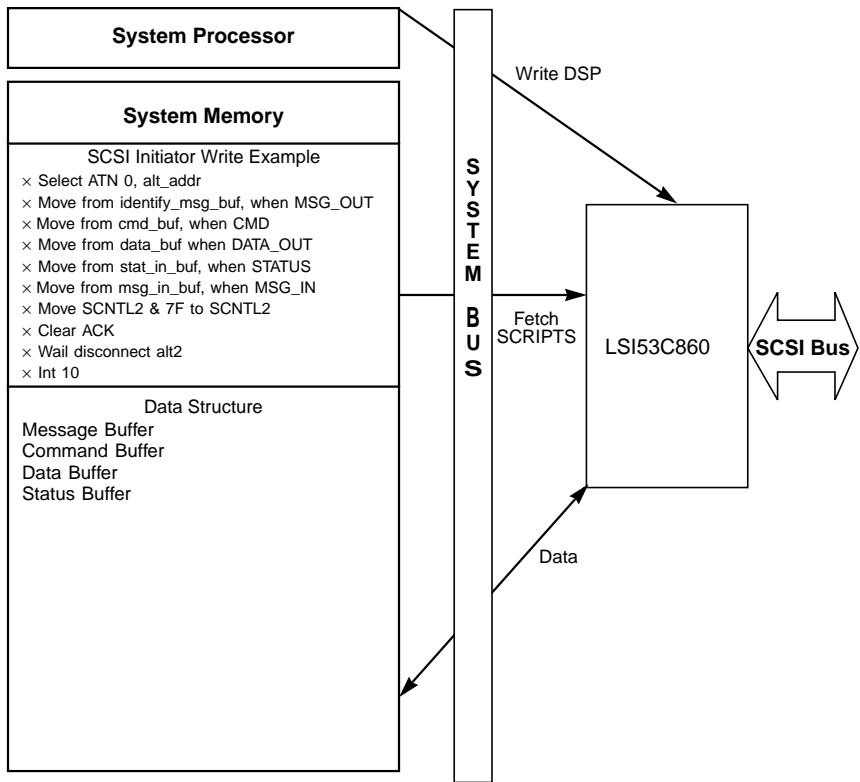 System Processor
System Memory
SCSI Initiator Write Example
× Select ATN 0, alt_addr
× Move from identify_msg_buf, when MSG_OUT
× Move from cmd_buf, when CMD
× Move from data_buf when DATA_OUT
× Move from stat_in_buf, when STATUS
× Move from msg_in_buf, when MSG_IN
× Move SCNTL2 & 7F to SCNTL2
× Clear ACK
× Wail disconnect alt2
× Int 10
Data Structure
Message Buffer
Command Buffer
Data Buffer
Status Buffer
SYSTEM BUS
Write DSP
Fetch
SCRIPTS
Data
LSI53C860
SCSI Bus